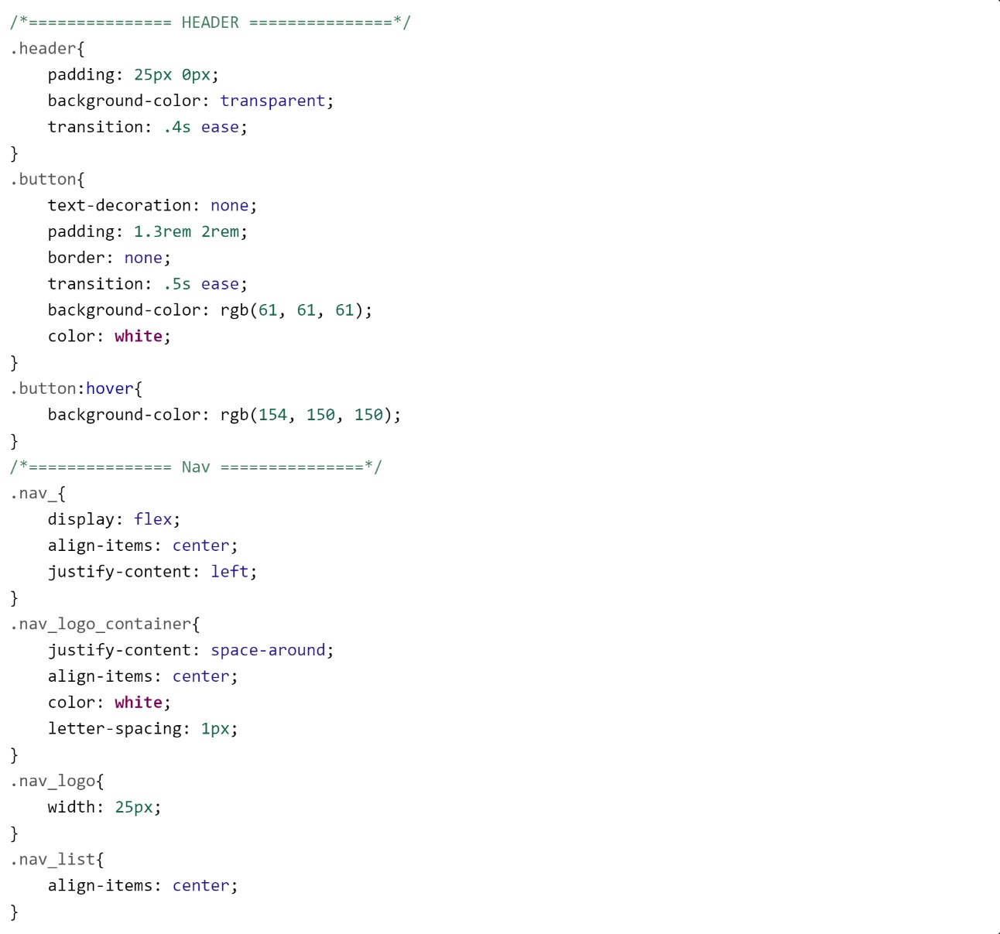 /*=============== HEADER ===============*/
.header{
    padding: 25px 0px;
    background-color: transparent;
    transition: .4s ease;
}
.button{
    text-decoration: none;
    padding: 1.3rem 2rem;
    border: none;
    transition: .5s ease;
    background-color: rgb(61, 61, 61);
    color: white;
}
.button:hover{
    background-color: rgb(154, 150, 150);
}
/*=============== Nav ===============*/
.nav_{
    display: flex;
    align-items: center;
    justify-content: left;
}
.nav_logo_container{
    justify-content: space-around;
    align-items: center;
    color: white;
    letter-spacing: 1px;
}
.nav_logo{
    width: 25px;
}
.nav_list{
    align-items: center;
}